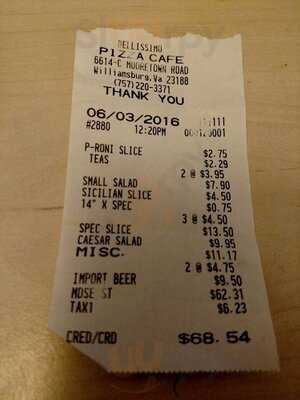 BELLISSIMO
PIZZA CAFE
6614-C MOORETOWN ROAD
Williamsburg,Va 23188
(757)220-3371
THANK YOU
06/03/2016
#2880 12:20PM
P-RONI SLICE $2.75
TEAS $2.29
2 @ $3.95
SMALL SALAD $7.90
SICILIAN SLICE $4.50
14" X SPEC $0.75
3 @ $4.50
SPEC SLICE $13.50
CAESAR SALAD $9.95
MISC. $11.17
2 @ $4.75
IMPORT BEER $9.50
MDSE ST $62.31
TAX1 $6.23
CRED/CRD $68.54